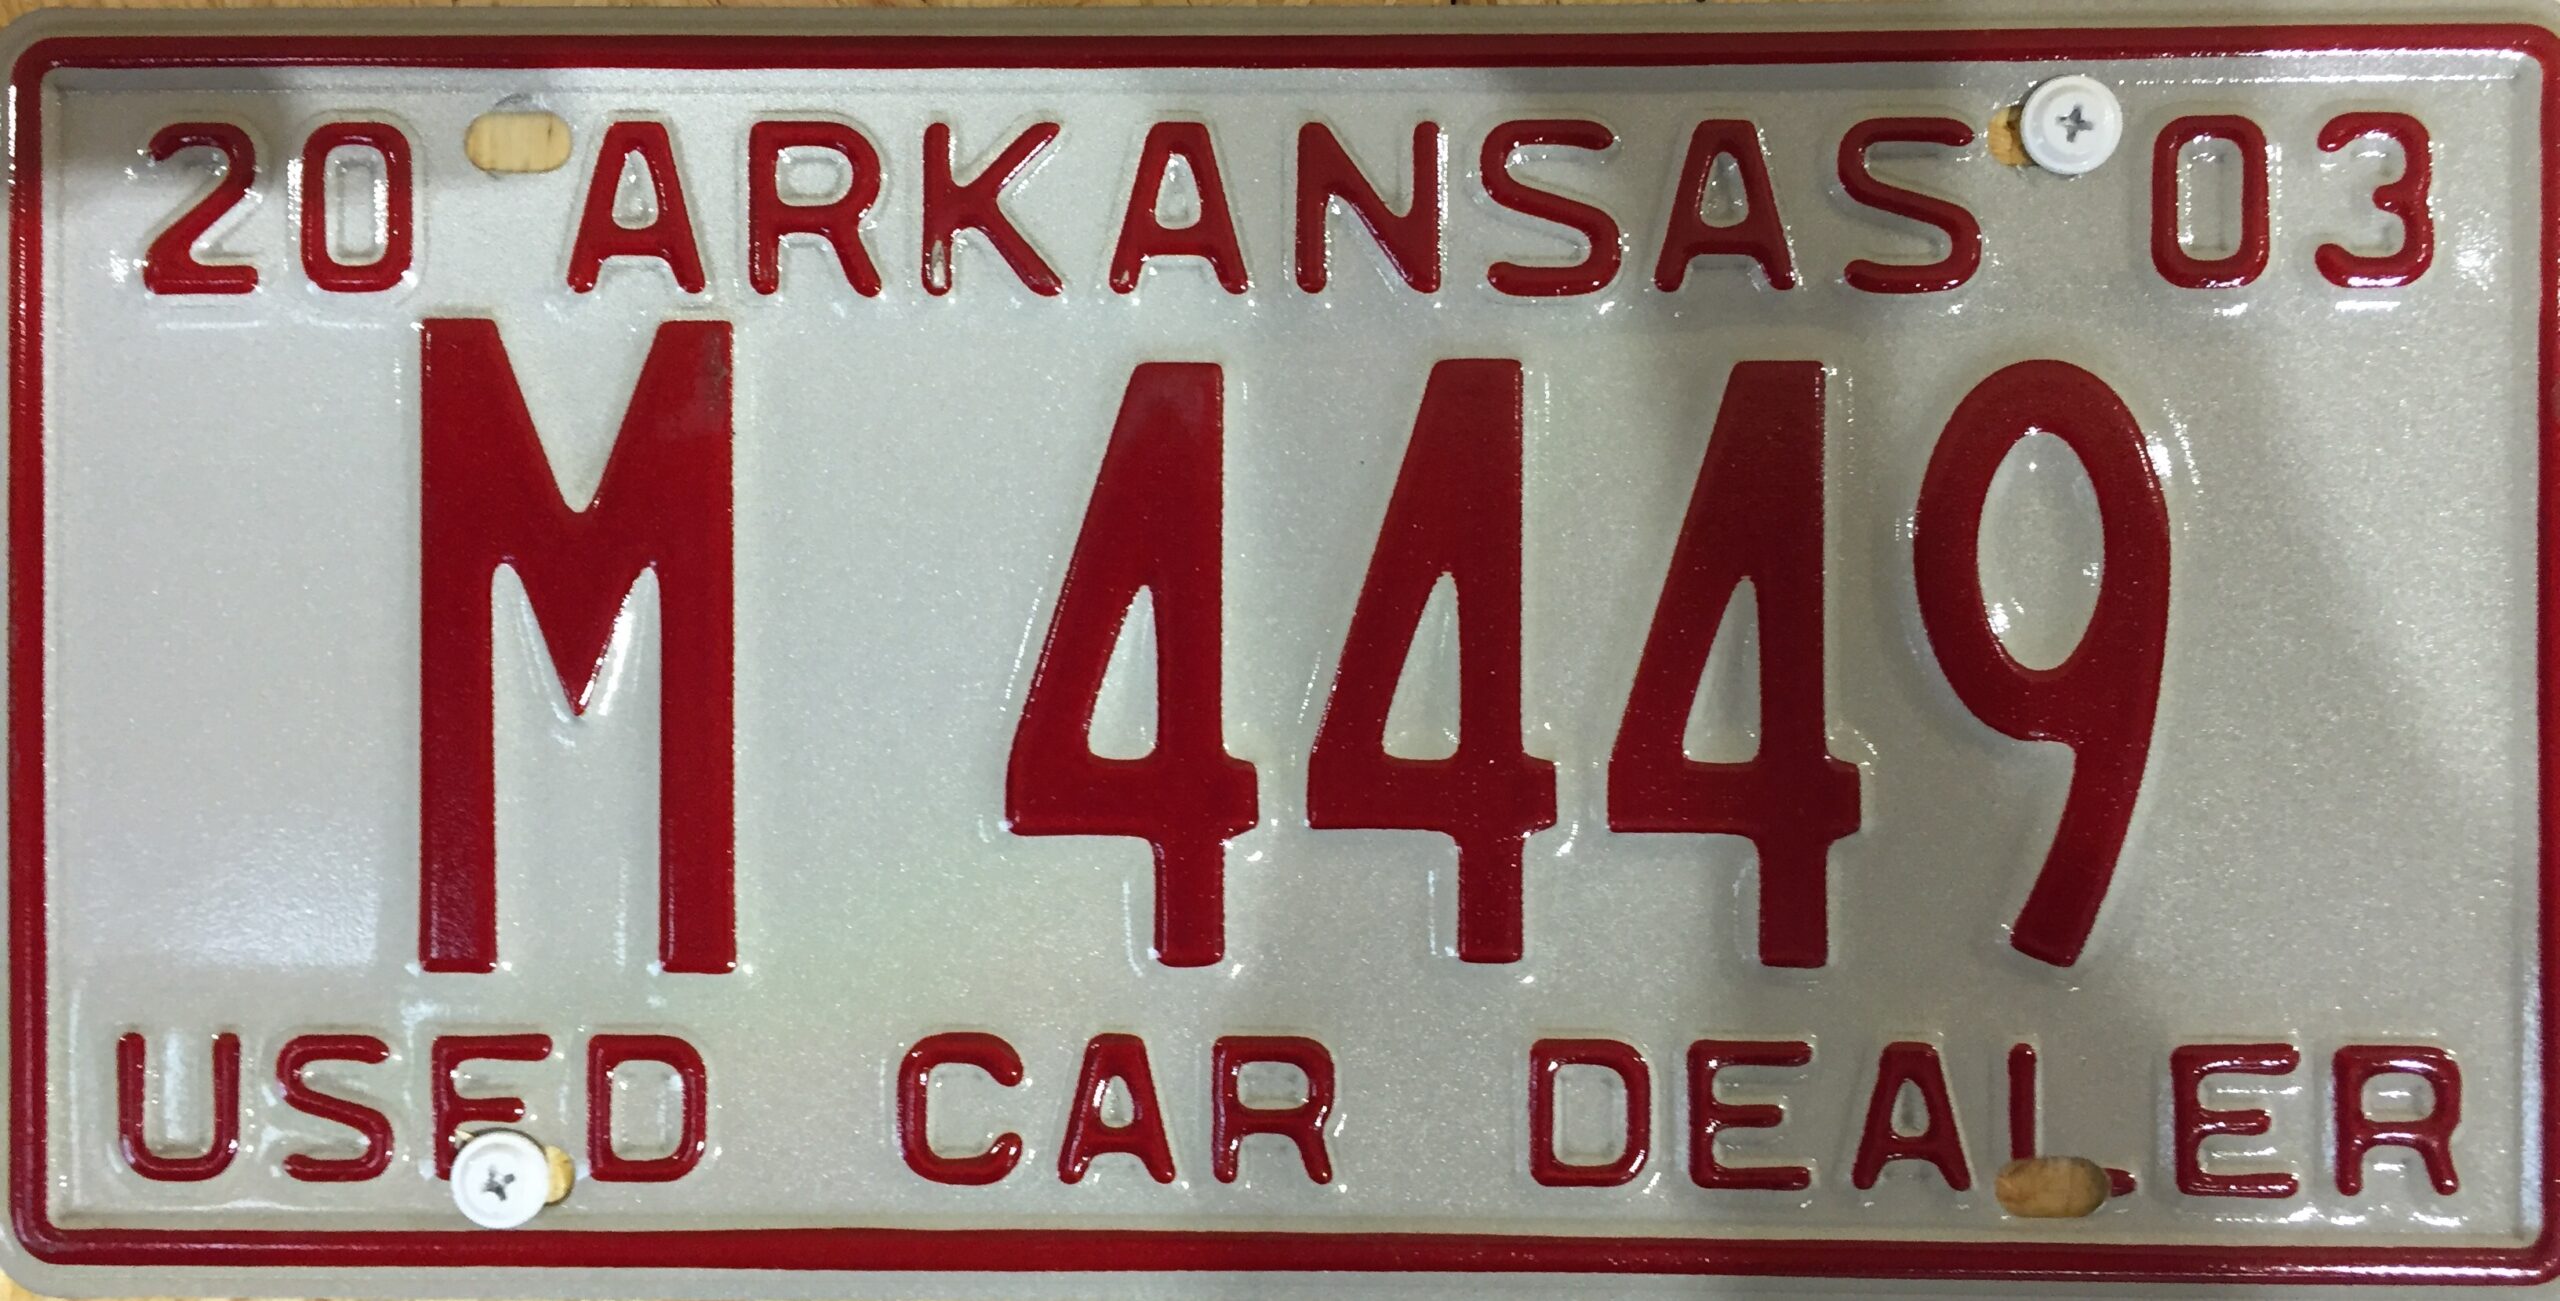 20 ARKANSAS 03
M 4449
USED CAR DEALER